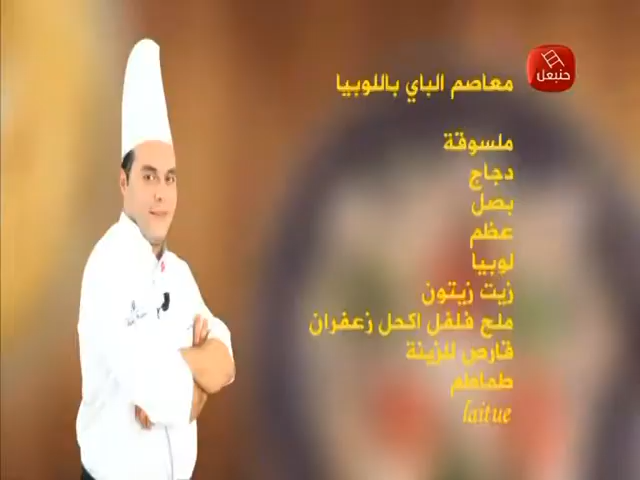 حنبعل
معاصم الباي باللوبيا
ملسوقة
دجاج
بصل
عظم
لوبيا
زيت زيتون
ملح فلفل اكحل زعفران
قارص للزينة
طماطم
laitue